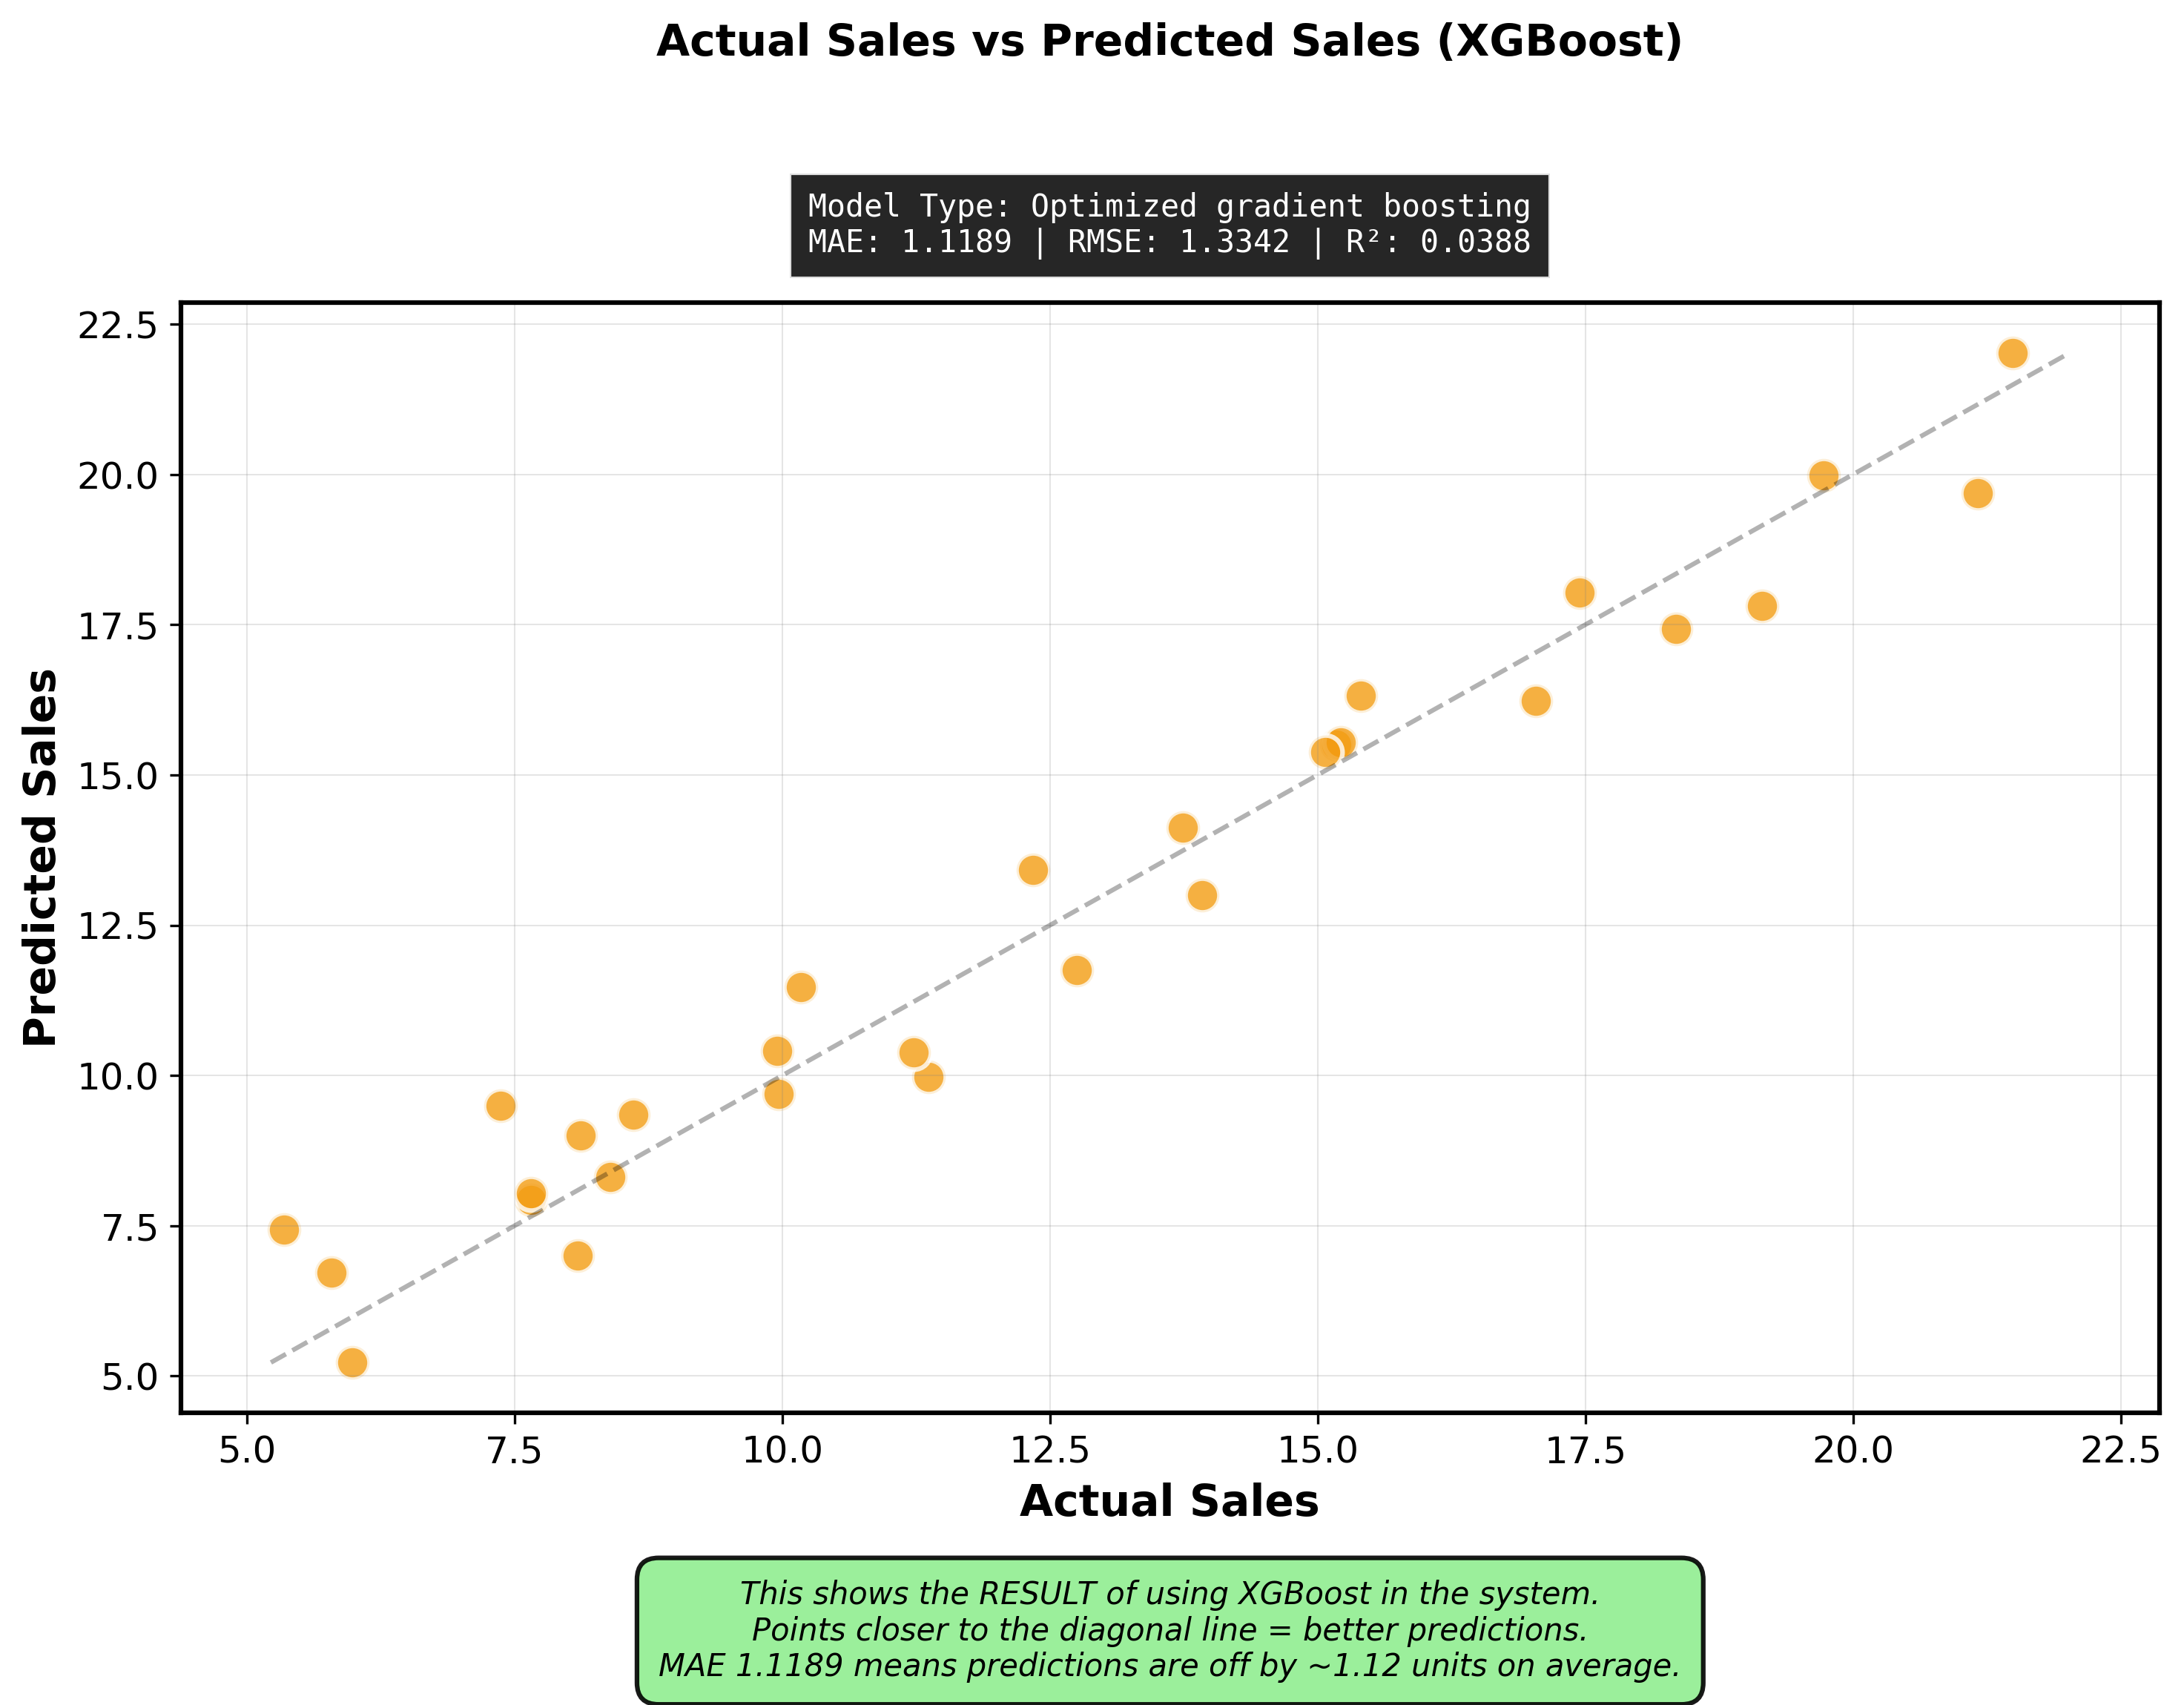 Actual Sales vs Predicted Sales (XGBoost)
Model Type: Optimized gradient boosting
MAE: 1.1189 | RMSE: 1.3342 | R²: 0.0388
22.5
20.0
17.5
15.0
12.5
10.0
7.5
5.0
Predicted Sales
5.0 7.5 10.0 12.5 15.0 17.5 20.0 22.5
Actual Sales
This shows the RESULT of using XGBoost in the system.
Points closer to the diagonal line = better predictions.
MAE 1.1189 means predictions are off by ~1.12 units on average.